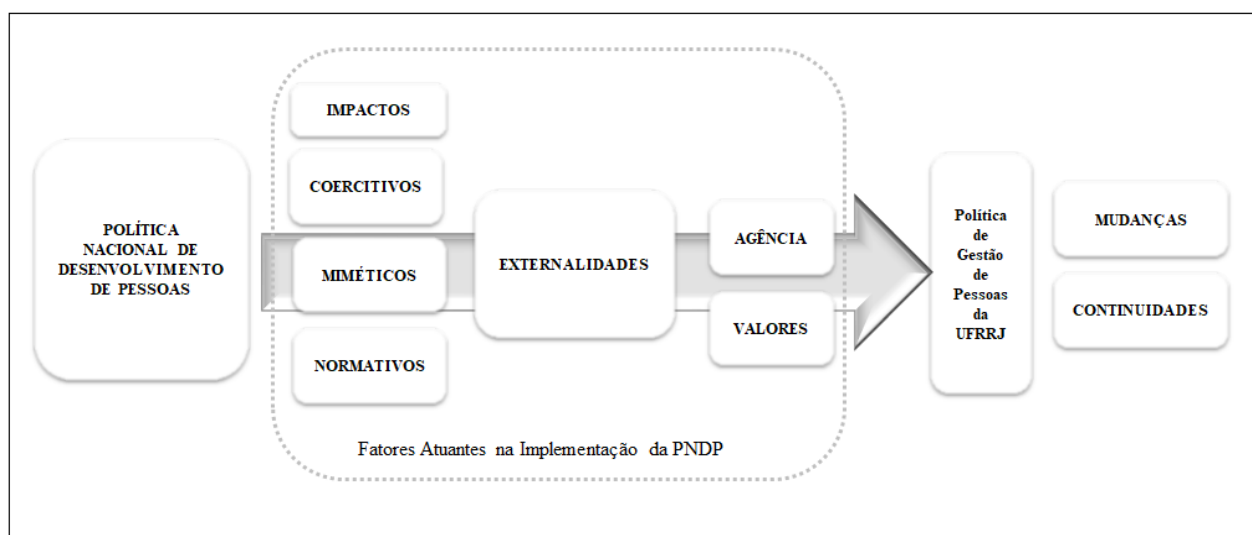 POLÍTICA
NACIONAL DE
DESENVOLVIMENTO
DE PESSOAS
IMPACTOS
COERCITIVOS
MIMÉTICOS
NORMATIVOS
EXTERNALIDADES
AGÊNCIA
VALORES
Fatores Atuantes na Implementação da PNDP
Política
de
Gestão
de
Pessoas
da
UFRRJ
MUDANÇAS
CONTINUIDADES